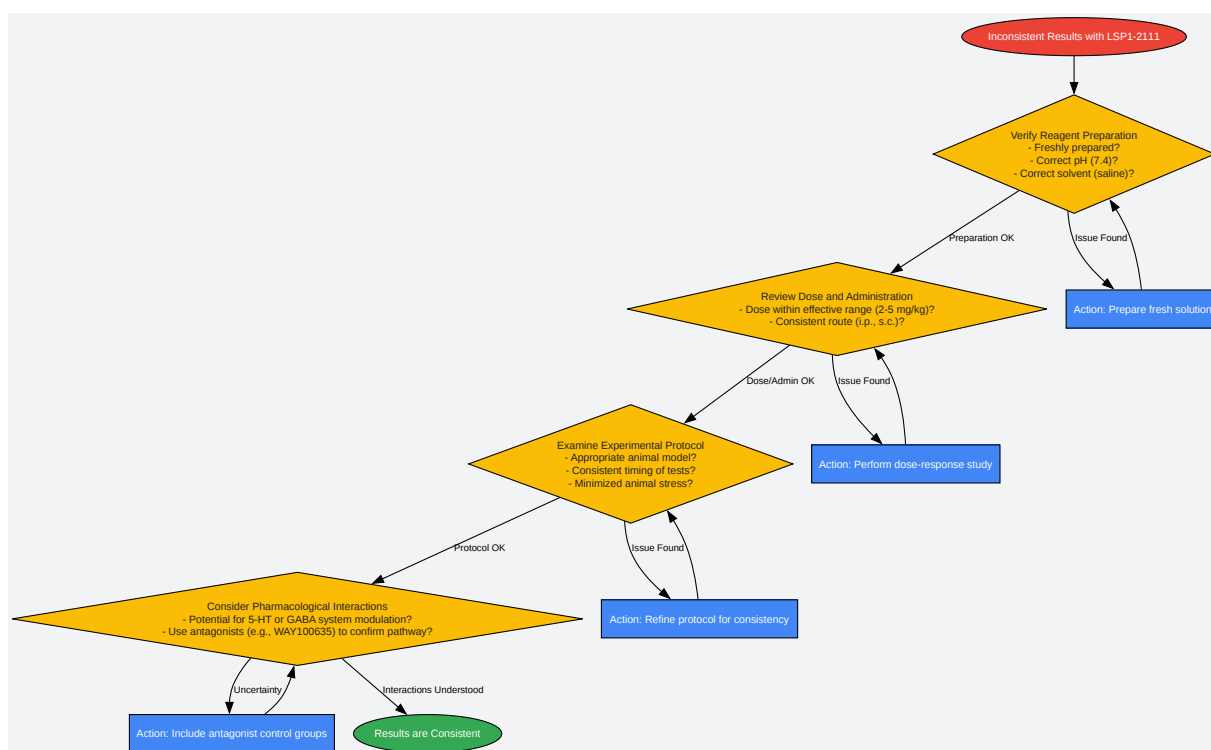 Inconsistent Results with LSP1-2111
Verify Reagent Preparation
- Freshly prepared?
- Correct pH (7.4)?
- Correct solvent (saline)?
Preparation OK
Issue Found
Action: Prepare fresh solution
Review Dose and Administration
- Dose within effective range (2-5 mg/kg)?
- Consistent route (i.p., s.c.)?
Dose/Admin OK
Issue Found
Action: Perform dose-response study
Examine Experimental Protocol
- Appropriate animal model?
- Consistent timing of tests?
- Minimized animal stress?
Protocol OK
Issue Found
Action: Refine protocol for consistency
Consider Pharmacological Interactions
- Potential for 5-HT or GABA system modulation?
- Use antagonists (e.g., WAY100635) to confirm pathway?
Uncertainty
Interactions Understood
Action: Include antagonist control groups
Results are Consistent